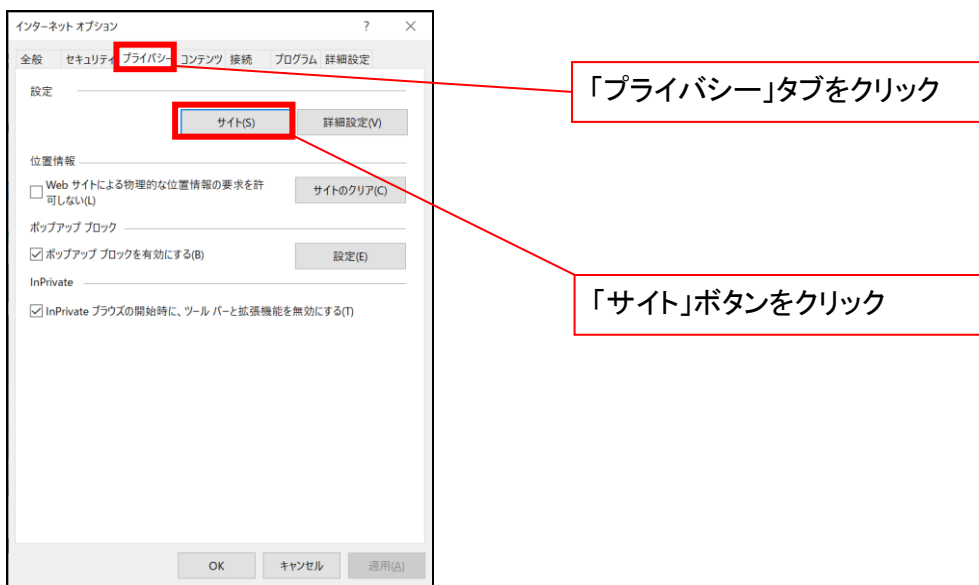 インターネット オプション
?
×
全般 セキュリティ プライバシー コンテンツ 接続 プログラム 詳細設定
「プライバシー」タブをクリック
設定
サイト(S) 詳細設定(V)
位置情報
Web サイトによる物理的な位置情報の要求を許
可しない(L)
サイトのクリア(C)
ポップアップ ブロック
ポップアップ ブロックを有効にする(B)
設定(E)
InPrivate
「サイト」ボタンをクリック
InPrivate ブラウズの開始時に、ツール バーと拡張機能を無効にする(T)
OK キャンセル 適用(A)